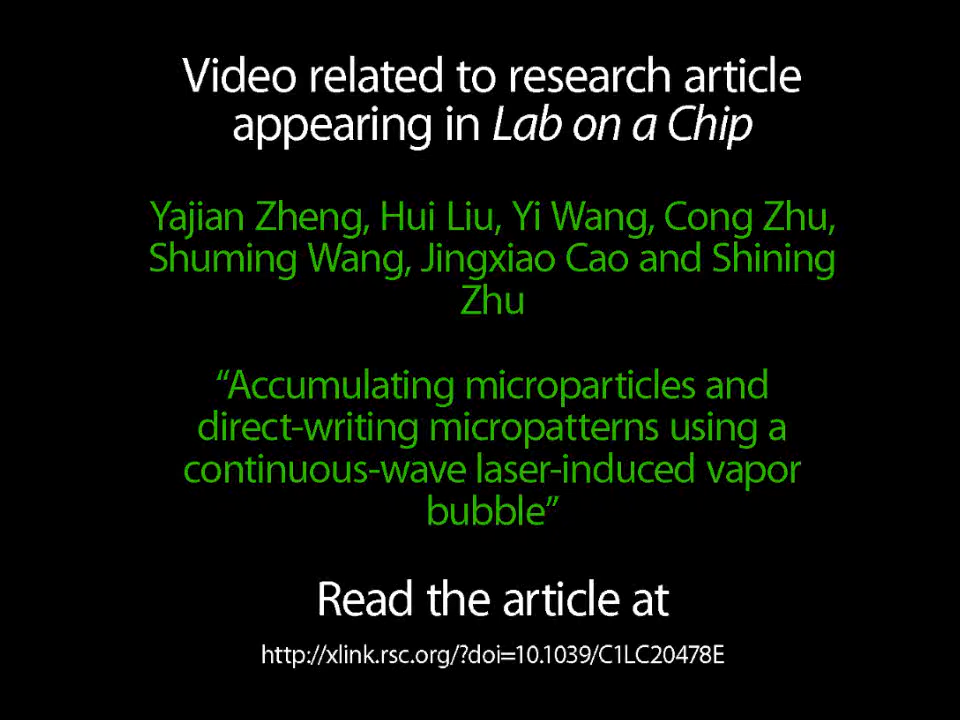 Video related to research article
appearing in Lab on a Chip
Yajian Zheng, Hui Liu, Yi Wang, Cong Zhu,
Shuming Wang, Jingxiao Cao and Shining
Zhu
“Accumulating microparticles and
direct-writing micropatterns using a
continuous-wave laser-induced vapor
bubble”
Read the article at
http://xlink.rsc.org/?doi=10.1039/C1LC20478E